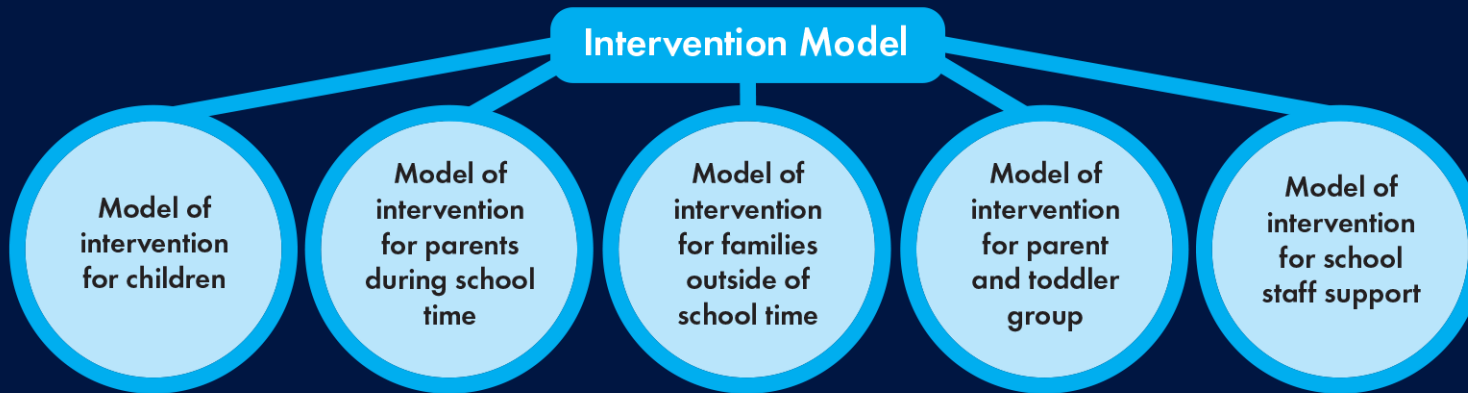 Intervention Model
Model of
intervention
for children
Model of
intervention
for parents
during school
time
Model of
intervention
for families
outside of
school time
Model of
intervention
for parent
and toddler
group
Model of
intervention
for school
staff support